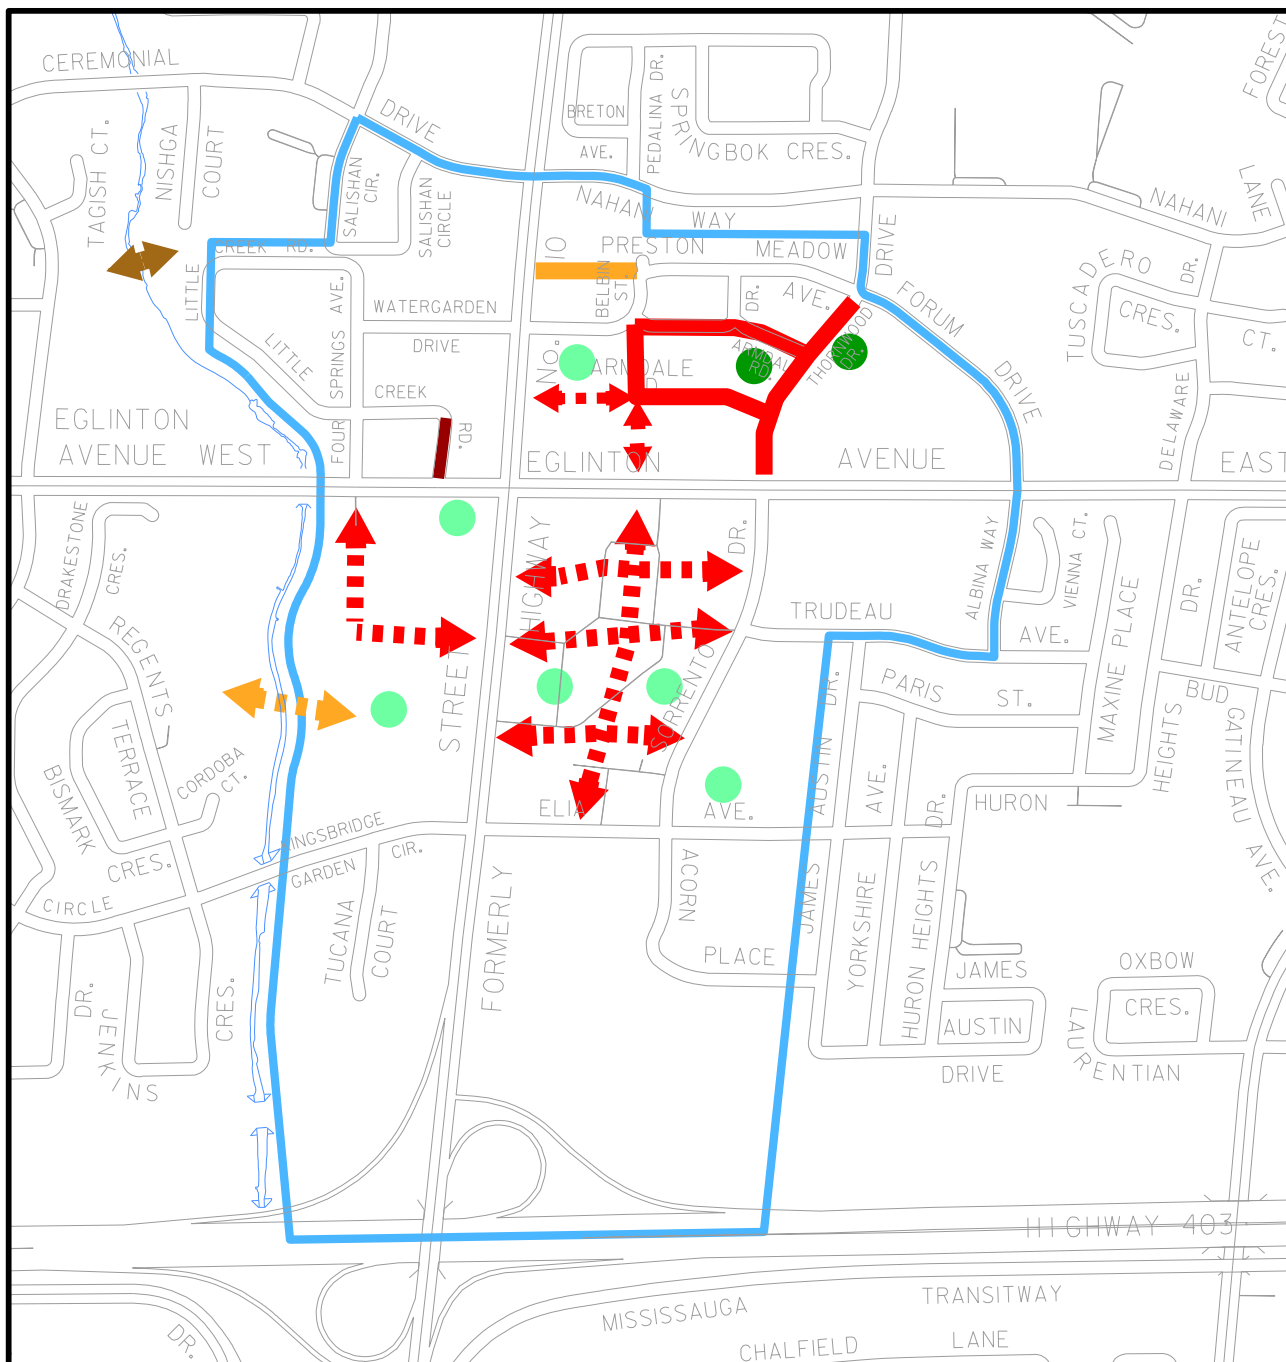 CEREMONIAL
DRIVE
TAGISH CT.
NISHGA
COURT
SALISHAN
CIR.
SALISHAN
CIRCLE
BRETON
AVE.
PEDALINA DR.
SPRINGBOK CRES.
FOREST
LANE
NAHANI
WAY
NAHANI
CREEK RD.
LITTLE
10
PRESTON
MEADOW
AVE.
DRIVE
FORUM
DRIVE
TUSCADERO
CRES.
DR.
CT.
BELBIN
ST.
DR.
WATERGARDEN
DRIVE
SPRINGS AVE.
FOUR
LITTLE
CREEK
RD.
NO.
ARMDALE
ARMDALE
RD.
THORNWOOD
DR.
DELAWARE
EGLINTON
AVENUE WEST
EGLINTON
AVENUE
EAST
DRAKESTONE
CRES.
HIGHWAY
DR.
ALBINA WAY
VIENNA CT.
MAXINE PLACE
DR.
ANTELOPE
CRES.
REGENTS
TERRACE
TRUDEAU
AVE.
STREET
SORRENTO
DR.
AUSTIN
JAMES
PARIS
ST.
BUD
HEIGHTS
GATINEAU AVE.
BISMARK
CRES.
CORDOBA
CT.
ELIA
AVE.
AVE.
YORKSHIRE
DR.
HURON HEIGHTS
HURON
KINGSBRIDGE
GARDEN
CIR.
CIRCLE
TUCANA
COURT
FORMERLY
ACORN
PLACE
JAMES
AUSTIN
DRIVE
OXBOW
CRES.
LAURENTIAN
DR.
JENKINS
CRES.
HIGHWAY 403
TRANSITWAY
MISSISSAUGA
CHALFIELD
LANE
DR.